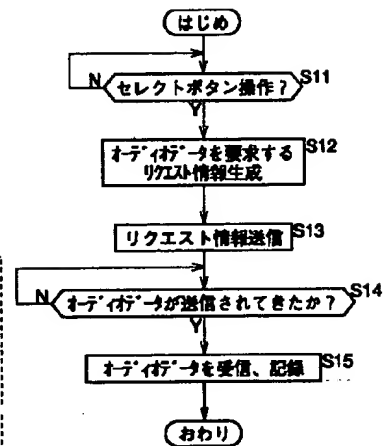 はじめ
セレクトボタン操作？ S11
N
Y
オーディオデータを要求する S12
リクエスト情報生成
リクエスト情報送信 S13
オーディオデータが送信されてきたか？ S14
N
Y
オーディオデータを受信、記録 S15
おわり